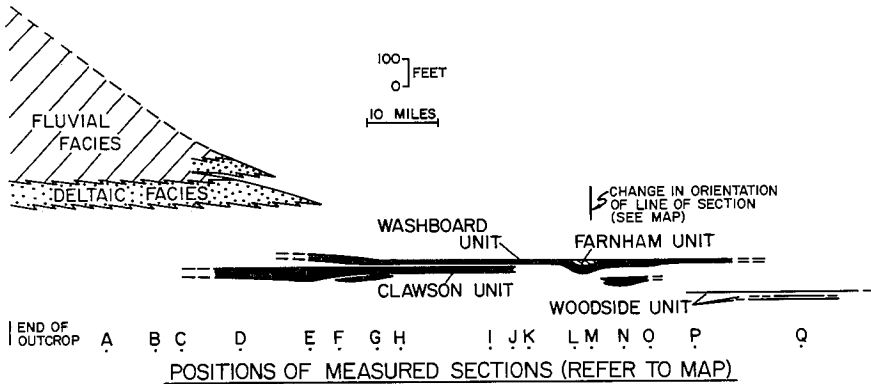 100
0
FEET
10 MILES
FLUVIAL
FACIES
DELTAIC FACIES
CHANGE IN ORIENTATION
OF LINE OF SECTION
(SEE MAP)
WASHBOARD
UNIT
FARNHAM UNIT
CLAWSON UNIT
WOODSIDE UNIT
END OF
OUTCROP
A B C D E F G H I J K L M N O P Q
POSITIONS OF MEASURED SECTIONS (REFER TO MAP)